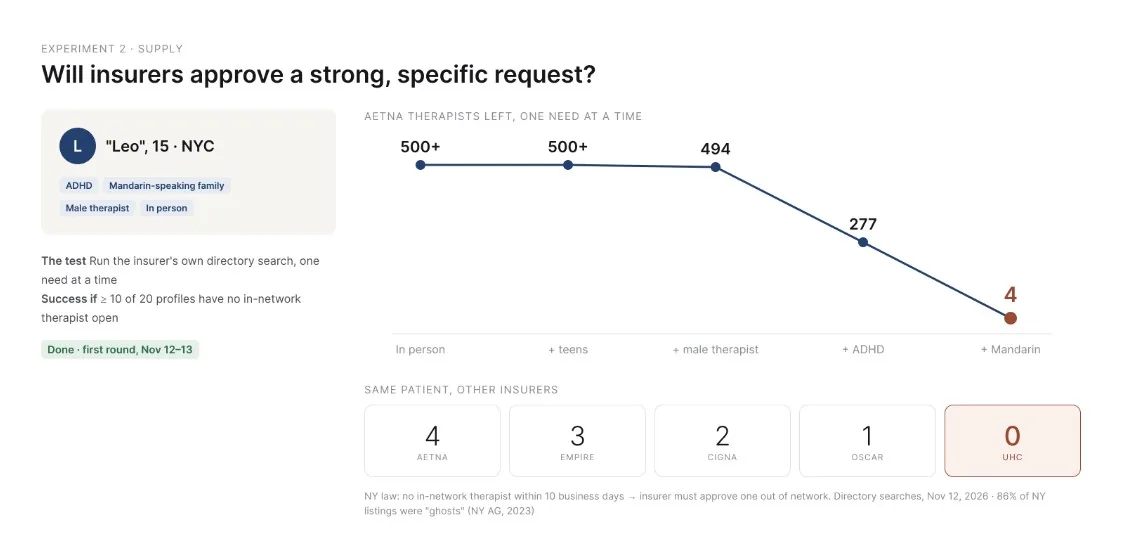 EXPERIMENT 2 · SUPPLY
Will insurers approve a strong, specific request?
L
"Leo", 15 · NYC
ADHD
Mandarin-speaking family
Male therapist
In person
The test Run the insurer's own directory search, one
need at a time
Success if ≥ 10 of 20 profiles have no in-network
therapist open
Done · first round, Nov 12–13
AETNA THERAPISTS LEFT, ONE NEED AT A TIME
500+
500+
494
277
4
In person
+ teens
+ male therapist
+ ADHD
+ Mandarin
SAME PATIENT, OTHER INSURERS
4
AETNA
3
EMPIRE
2
CIGNA
1
OSCAR
0
UHC
NY law: no in-network therapist within 10 business days → insurer must approve one out of network. Directory searches, Nov 12, 2026 · 86% of NY
listings were "ghosts" (NY AG, 2023)